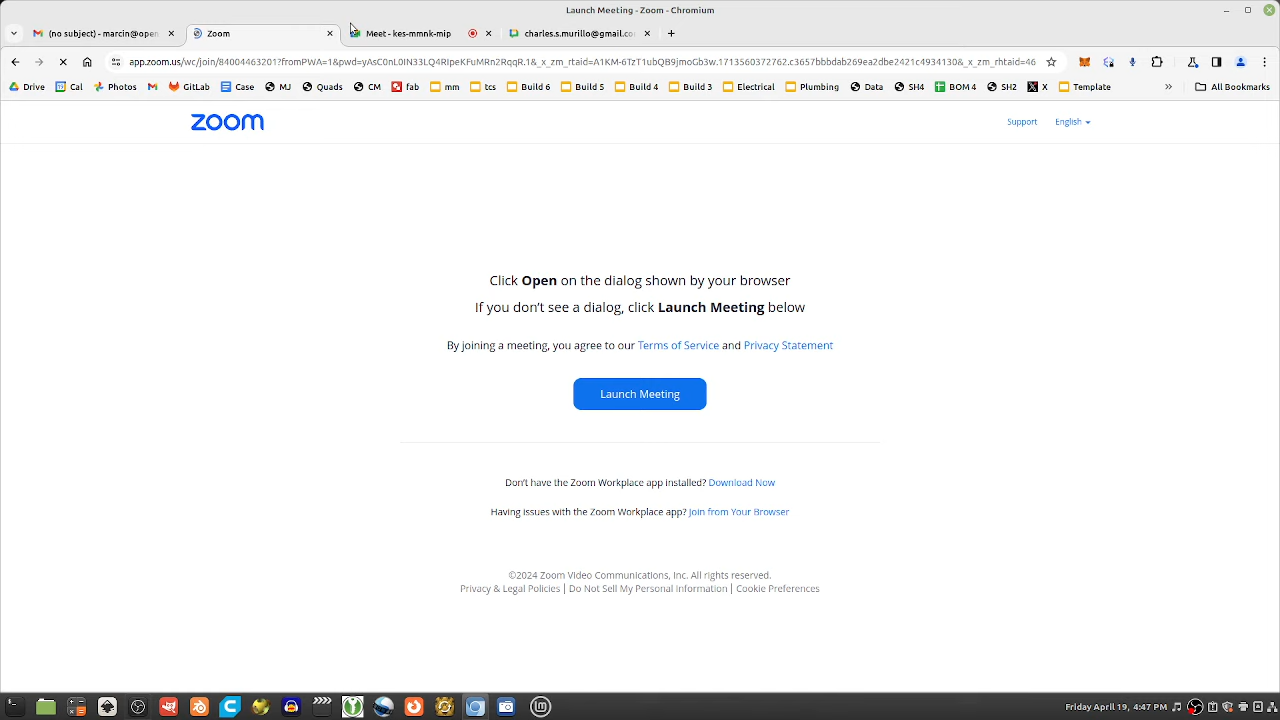 Launch Meeting - Zoom - Chromium
(no subject) - marcin@open
Zoom
Meet - kes-mmnk-mip
charles.s.murillo@gmail.co
app.zoom.us/wc/join/84004463201?fromPWA=1&pwd=yAsC0nL0IN33LQ4RIpeKFuMRn2RqqR.1&_x_zm_rtaid=A1KM-6TzT1ubQB9jmoGb3w.1713560372762.c3657bbbdab269ea2dbe2421c4934130&_x_zm_rhtaid=46
Drive
Cal
Photos
GitLab
Case
MJ
Quads
CM
fab
mm
tcs
Build 6
Build 5
Build 4
Build 3
Electrical
Plumbing
Data
SH4
BOM 4
SH2
X
Template
All Bookmarks
zoom
Support
English
Click Open on the dialog shown by your browser
If you don't see a dialog, click Launch Meeting below
By joining a meeting, you agree to our Terms of Service and Privacy Statement
Launch Meeting
Don't have the Zoom Workplace app installed? Download Now
Having issues with the Zoom Workplace app? Join from Your Browser
©2024 Zoom Video Communications, Inc. All rights reserved.
Privacy & Legal Policies | Do Not Sell My Personal Information | Cookie Preferences
Friday April 19, 4:47 PM